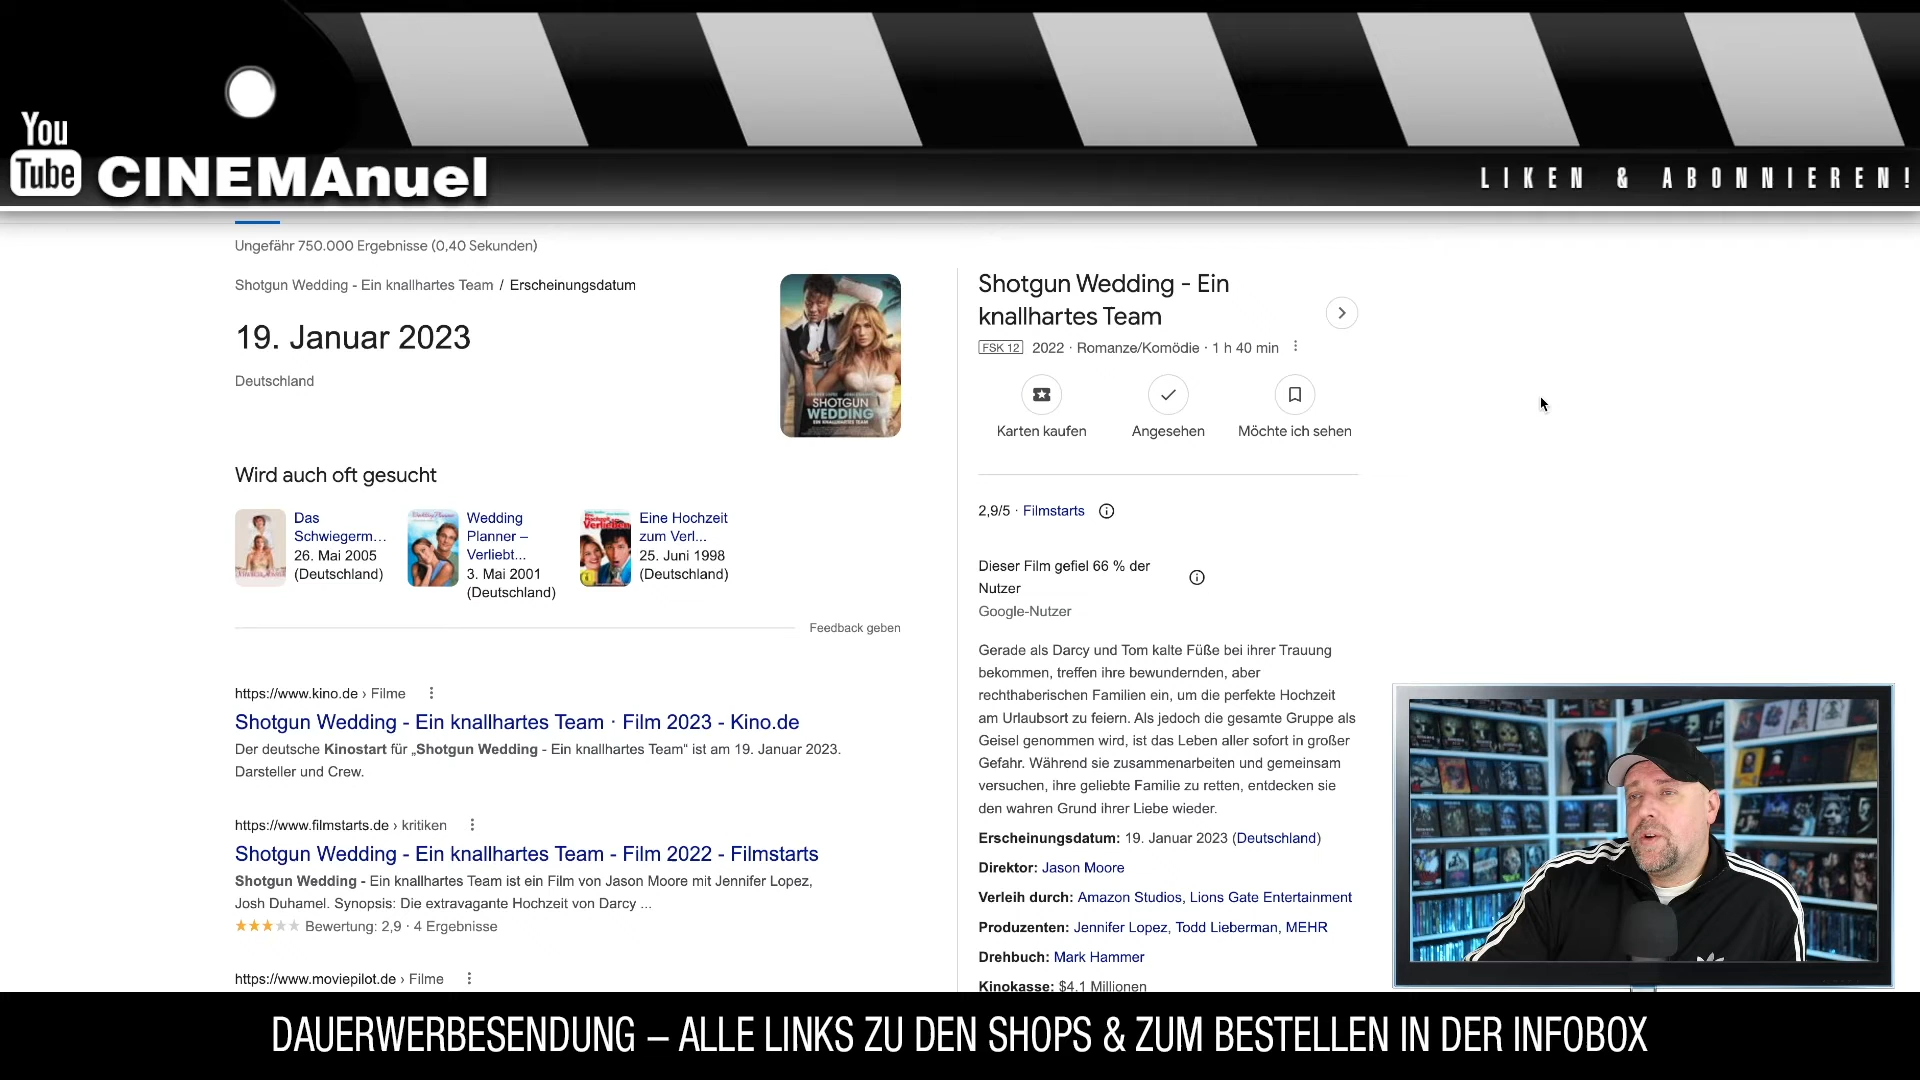 You
Tube CINEMAnuel
LIKEN & ABONNIEREN!
Ungefähr 750.000 Ergebnisse (0,40 Sekunden)
Shotgun Wedding - Ein knallhartes Team / Erscheinungsdatum
19. Januar 2023
Deutschland
SHOTGUN
WEDDING
EIN KNALLHARTES TEAM
Wird auch oft gesucht
Das
Schwiegerm...
26. Mai 2005
(Deutschland)
Wedding
Planner –
Verliebt...
3. Mai 2001
(Deutschland)
Eine Hochzeit
zum Verl...
25. Juni 1998
(Deutschland)
Feedback geben
https://www.kino.de › Filme
Shotgun Wedding - Ein knallhartes Team · Film 2023 - Kino.de
Der deutsche Kinostart für „Shotgun Wedding - Ein knallhartes Team“ ist am 19. Januar 2023.
Darsteller und Crew.
https://www.filmstarts.de › kritiken
Shotgun Wedding - Ein knallhartes Team - Film 2022 - Filmstarts
Shotgun Wedding - Ein knallhartes Team ist ein Film von Jason Moore mit Jennifer Lopez,
Josh Duhamel. Synopsis: Die extravagante Hochzeit von Darcy ...
Bewertung: 2,9 · 4 Ergebnisse
https://www.moviepilot.de › Filme
Shotgun Wedding - Ein
knallhartes Team
FSK 12 2022 · Romanze/Komödie · 1 h 40 min
Karten kaufen
Angesehen
Möchte ich sehen
2,9/5 · Filmstarts
Dieser Film gefiel 66 % der
Nutzer
Google-Nutzer
Gerade als Darcy und Tom kalte Füße bei ihrer Trauung
bekommen, treffen ihre bewundernden, aber
rechthaberischen Familien ein, um die perfekte Hochzeit
am Urlaubsort zu feiern. Als jedoch die gesamte Gruppe als
Geisel genommen wird, ist das Leben aller sofort in großer
Gefahr. Während sie zusammenarbeiten und gemeinsam
versuchen, ihre geliebte Familie zu retten, entdecken sie
den wahren Grund ihrer Liebe wieder.
Erscheinungsdatum: 19. Januar 2023 (Deutschland)
Direktor: Jason Moore
Verleih durch: Amazon Studios, Lions Gate Entertainment
Produzenten: Jennifer Lopez, Todd Lieberman, MEHR
Drehbuch: Mark Hammer
Kinokasse: $4.1 Millionen
DAUERWERBESENDUNG – ALLE LINKS ZU DEN SHOPS & ZUM BESTELLEN IN DER INFOBOX